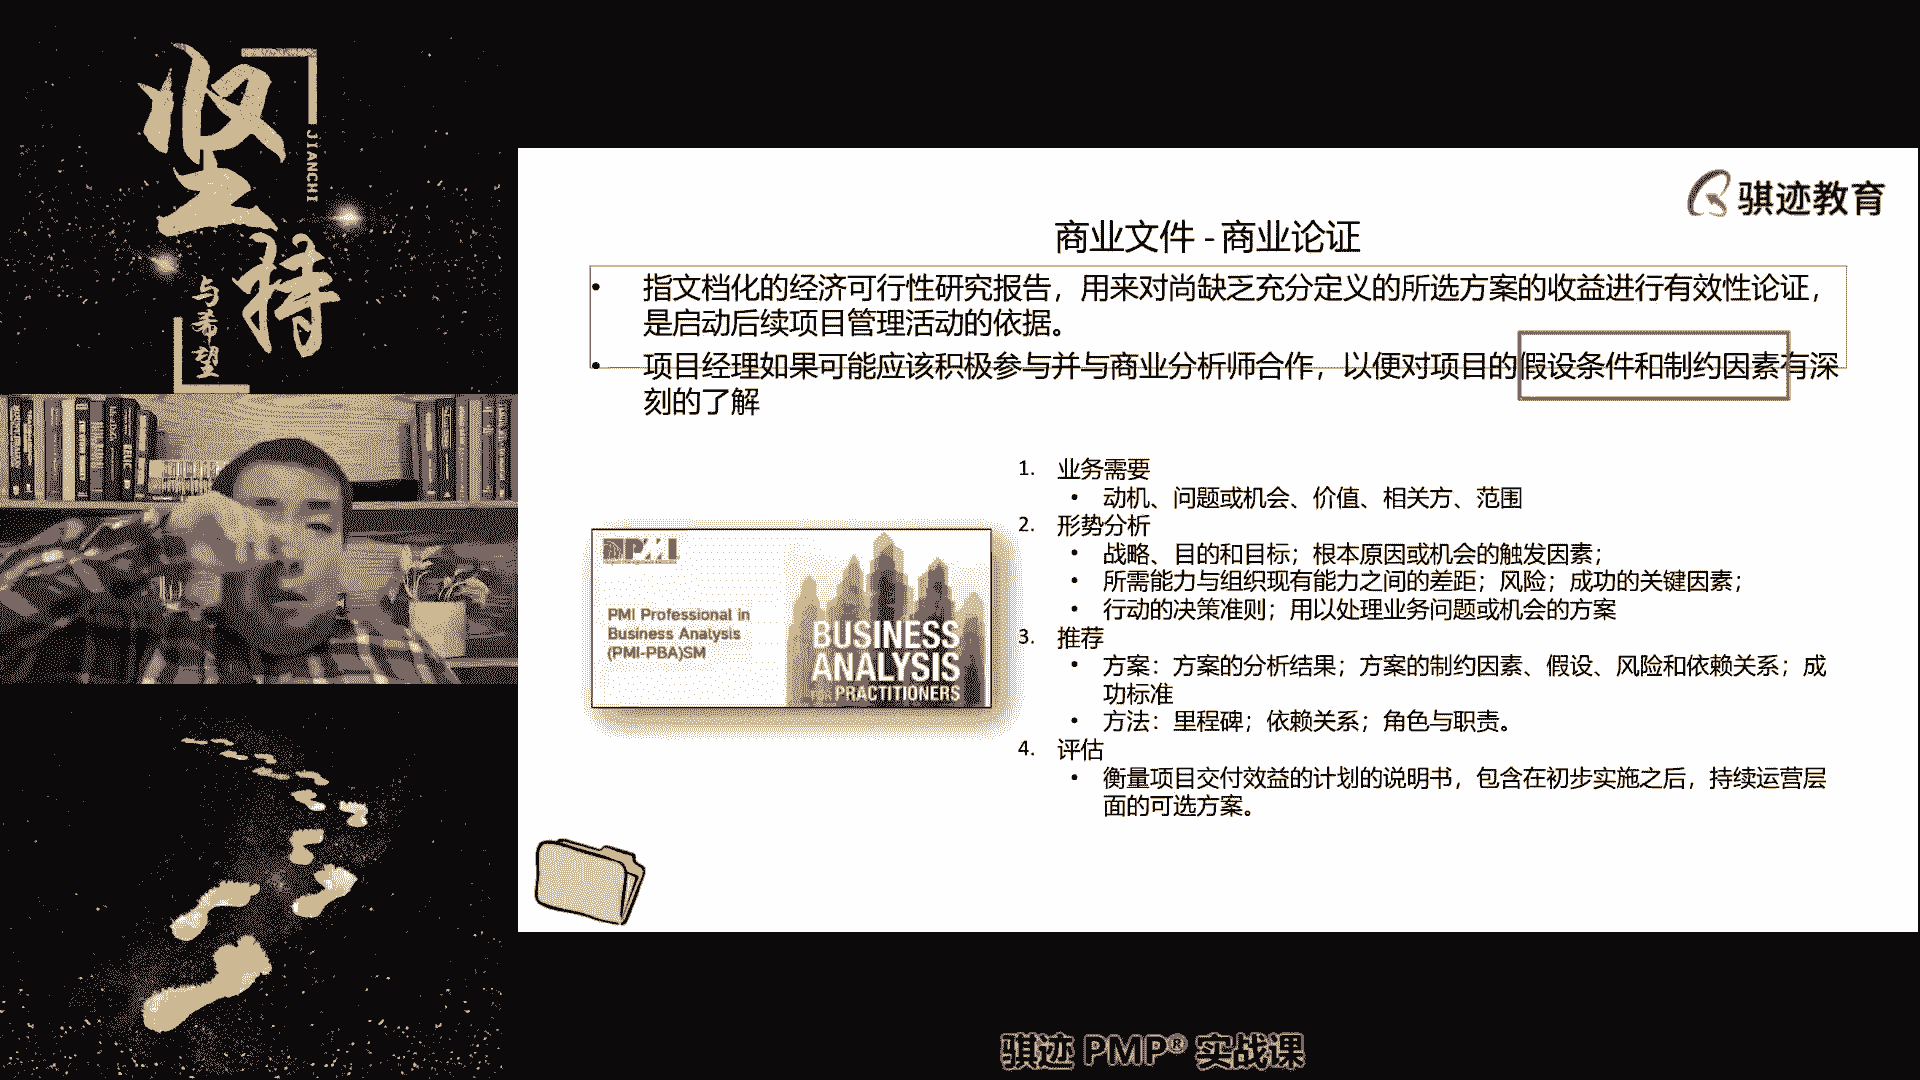 坚
持
JIANCHI
与希望
骐迹教育
商业文件 - 商业论证
• 指文档化的经济可行性研究报告，用来对尚缺乏充分定义的所选方案的收益进行有效性论证，
是启动后续项目管理活动的依据。
• 项目经理如果可能应该积极参与并与商业分析师合作，以便对项目的假设条件和制约因素有深
刻的了解
PMI
PMI Professional in
Business Analysis
(PMI-PBA)SM
BUSINESS
ANALYSIS
PRACTITIONERS
1. 业务需要
• 动机、问题或机会、价值、相关方、范围
2. 形势分析
• 战略、目的和目标；根本原因或机会的触发因素；
• 所需能力与组织现有能力之间的差距；风险；成功的关键因素；
• 行动的决策准则；用以处理业务问题或机会的方案
3. 推荐
• 方案：方案的分析结果；方案的制约因素、假设、风险和依赖关系；成
功标准
• 方法：里程碑；依赖关系；角色与职责。
4. 评估
• 衡量项目交付效益的计划的说明书，包含在初步实施之后，持续运营层
面的可选方案。
骐迹 PMP® 实战课